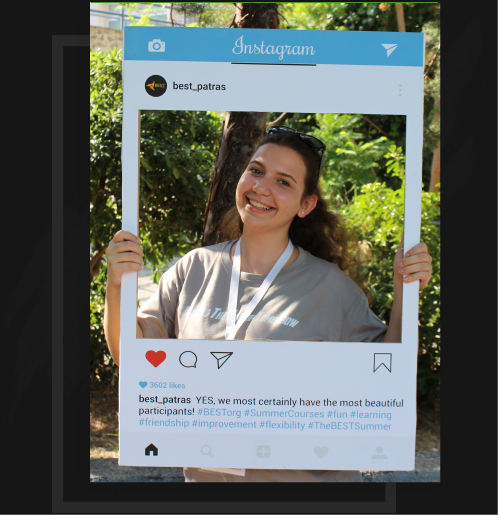 Instagram
best_patras
3602 likes
best_patras YES, we most certainly have the most beautiful
participants! #BESTorg #SummerCourses #fun #learning
#friendship #improvement #flexibility #TheBESTSummer